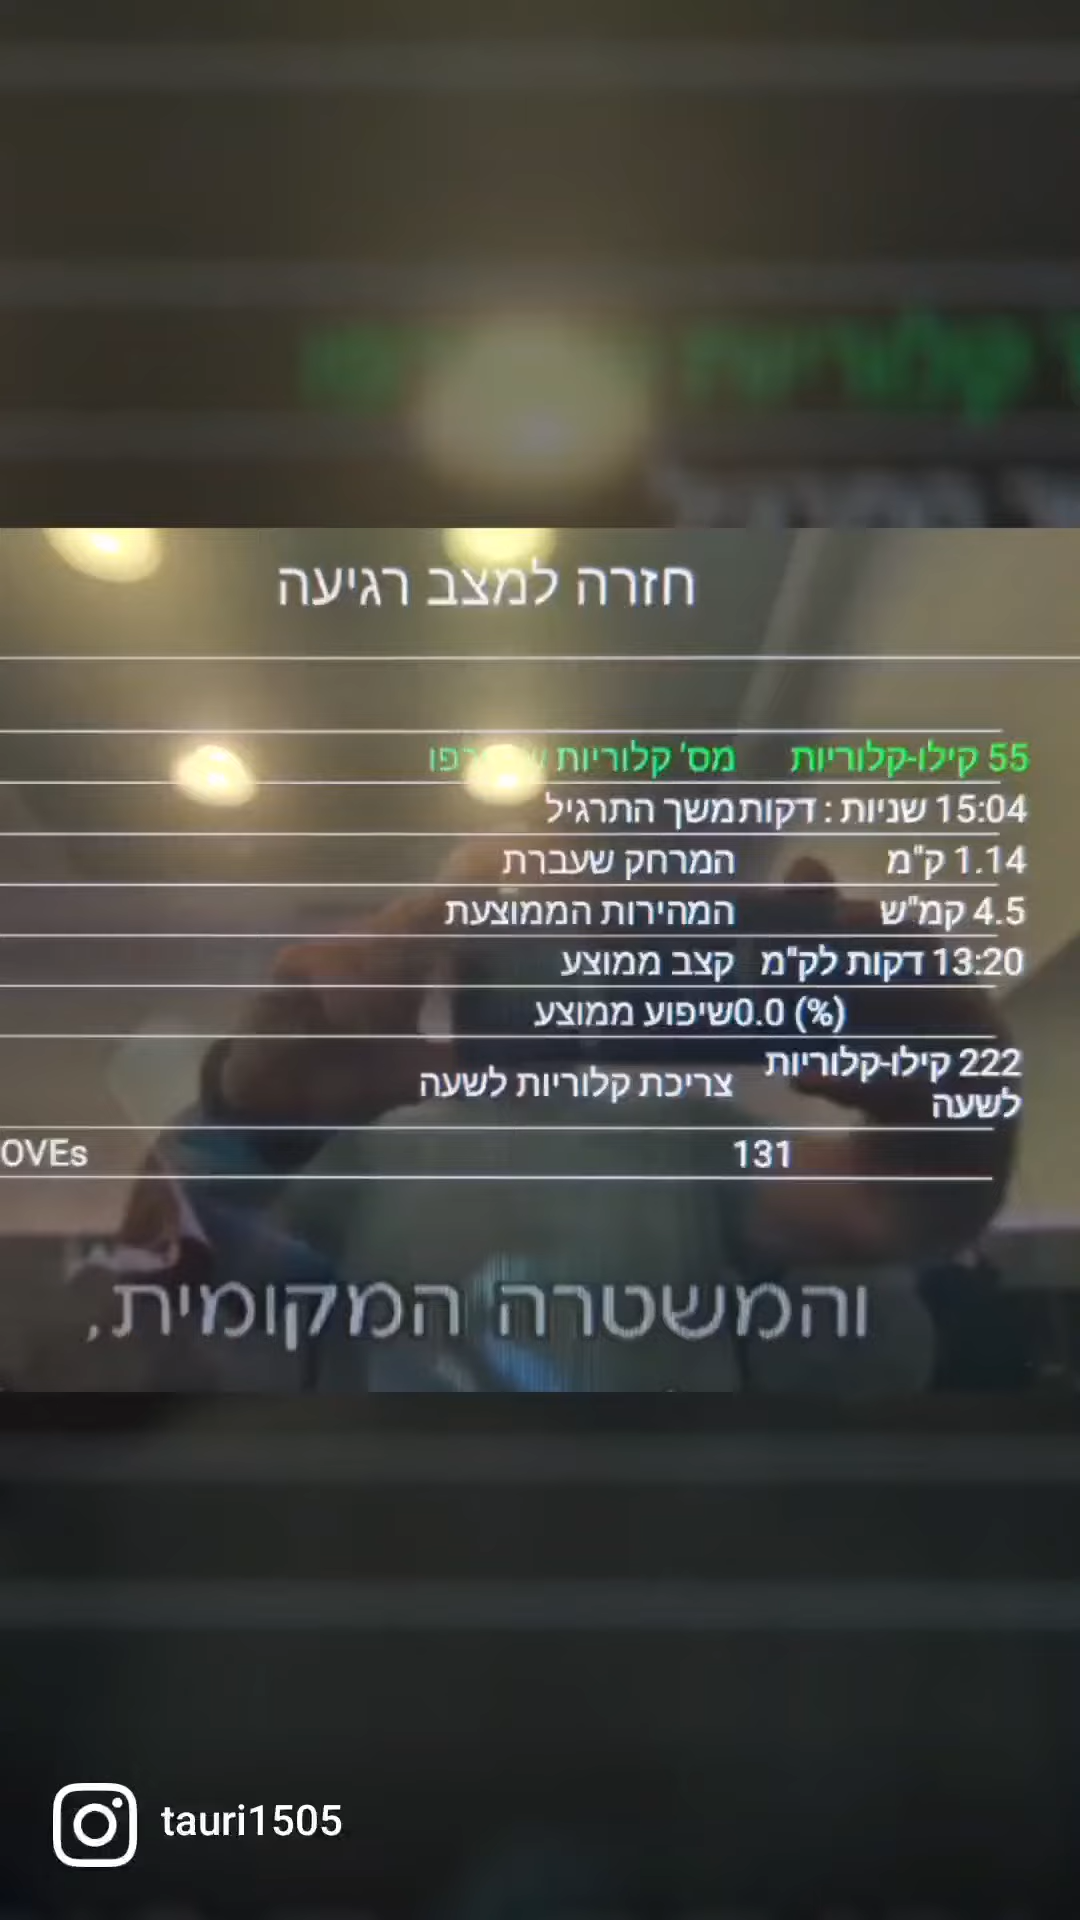 חזרה למצב רגיעה
מס' קלוריות 55 קילו-קלוריות
משך התרגיל 15:04 שניות : דקות
המרחק שעברת 1.14 ק"מ
המהירות הממוצעת 4.5 קמ"ש
קצב ממוצע 13:20 דקות לק"מ
שיפוע ממוצע 0.0 (%)
צריכת קלוריות לשעה 222 קילו-קלוריות
לשעה
OVEs 131
והמשטרה המקומית,
tauri1505